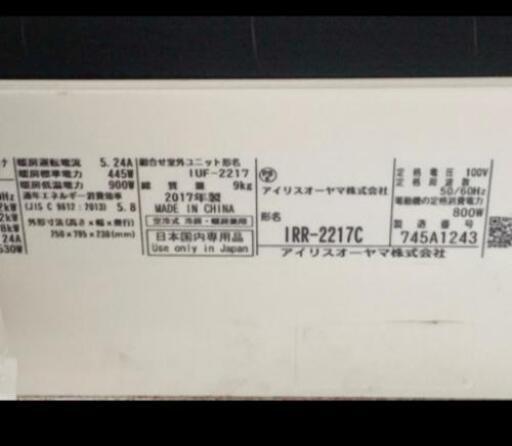 暖房運転電流 5.24A
暖房標準電力 445W
暖房低温電力 900W
通年エネルギー消費効率
(JIS C 9612:2013) 5.8
外形寸法(高さ×幅×奥行)
組合せ室外ユニット形名
IUF-2217
総質量 9kg
2017年製
MADE IN CHINA
空冷式 冷房・暖房兼用
日本国内専用品
Use only in Japan
アイリスオーヤマ株式会社
形名
IRR-2217C
アイリスオーヤマ株式会社
定格電圧 100V
定格周波数
50/60Hz
電動機の定格消費電力
800W
製造番号
745A1243